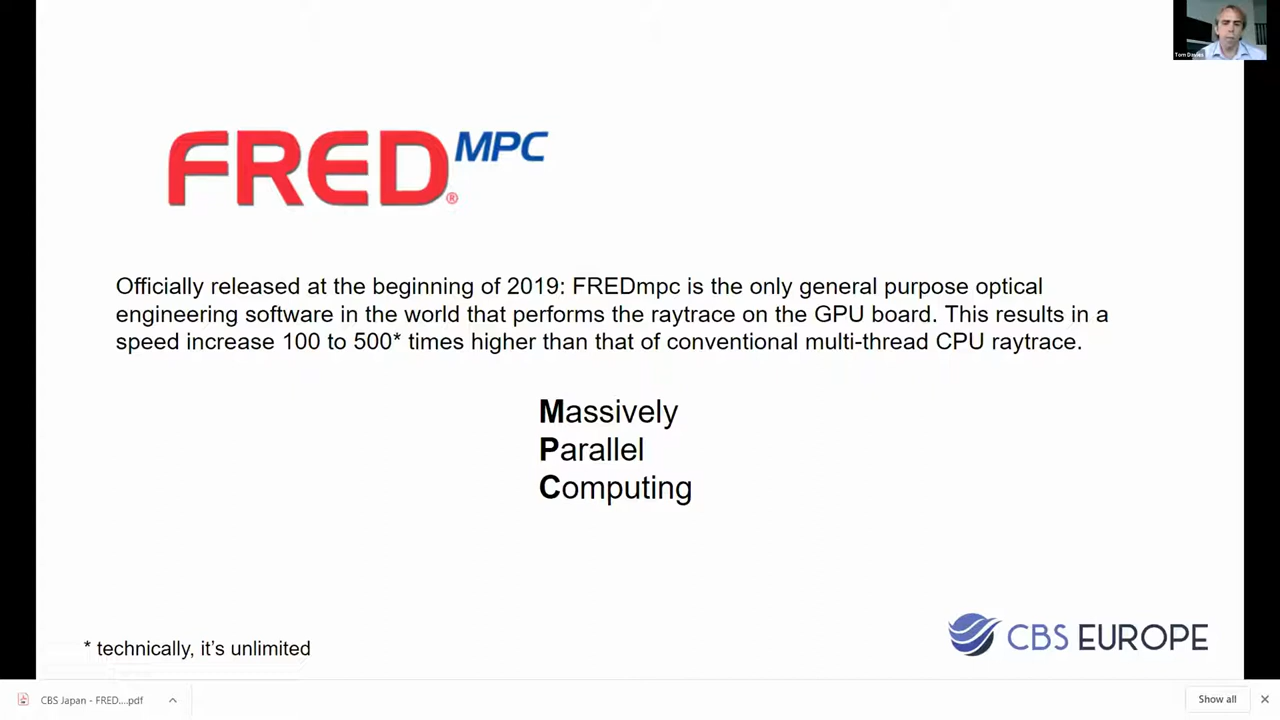 Tom Davies
FRED MPC
®
Officially released at the beginning of 2019: FREDmpc is the only general purpose optical
engineering software in the world that performs the raytrace on the GPU board. This results in a
speed increase 100 to 500* times higher than that of conventional multi-thread CPU raytrace.
Massively
Parallel
Computing
* technically, it's unlimited
CBS EUROPE
CBS Japan - FRED....pdf
Show all